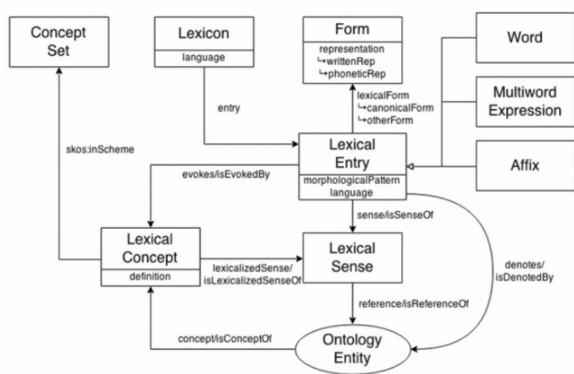 Concept
Set
Lexicon
language
Form
representation
↳writtenRep
↳phoneticRep
Word
Multiword
Expression
Affix
entry
lexicalForm
↳canonicalForm
↳otherForm
skos:inScheme
Lexical
Entry
morphologicalPattern
language
evokes/isEvokedBy
sense/isSenseOf
Lexical
Concept
definition
lexicalizedSense/
isLexicalizedSenseOf
Lexical
Sense
denotes/
isDenotedBy
reference/isReferenceOf
concept/isConceptOf
Ontology
Entity